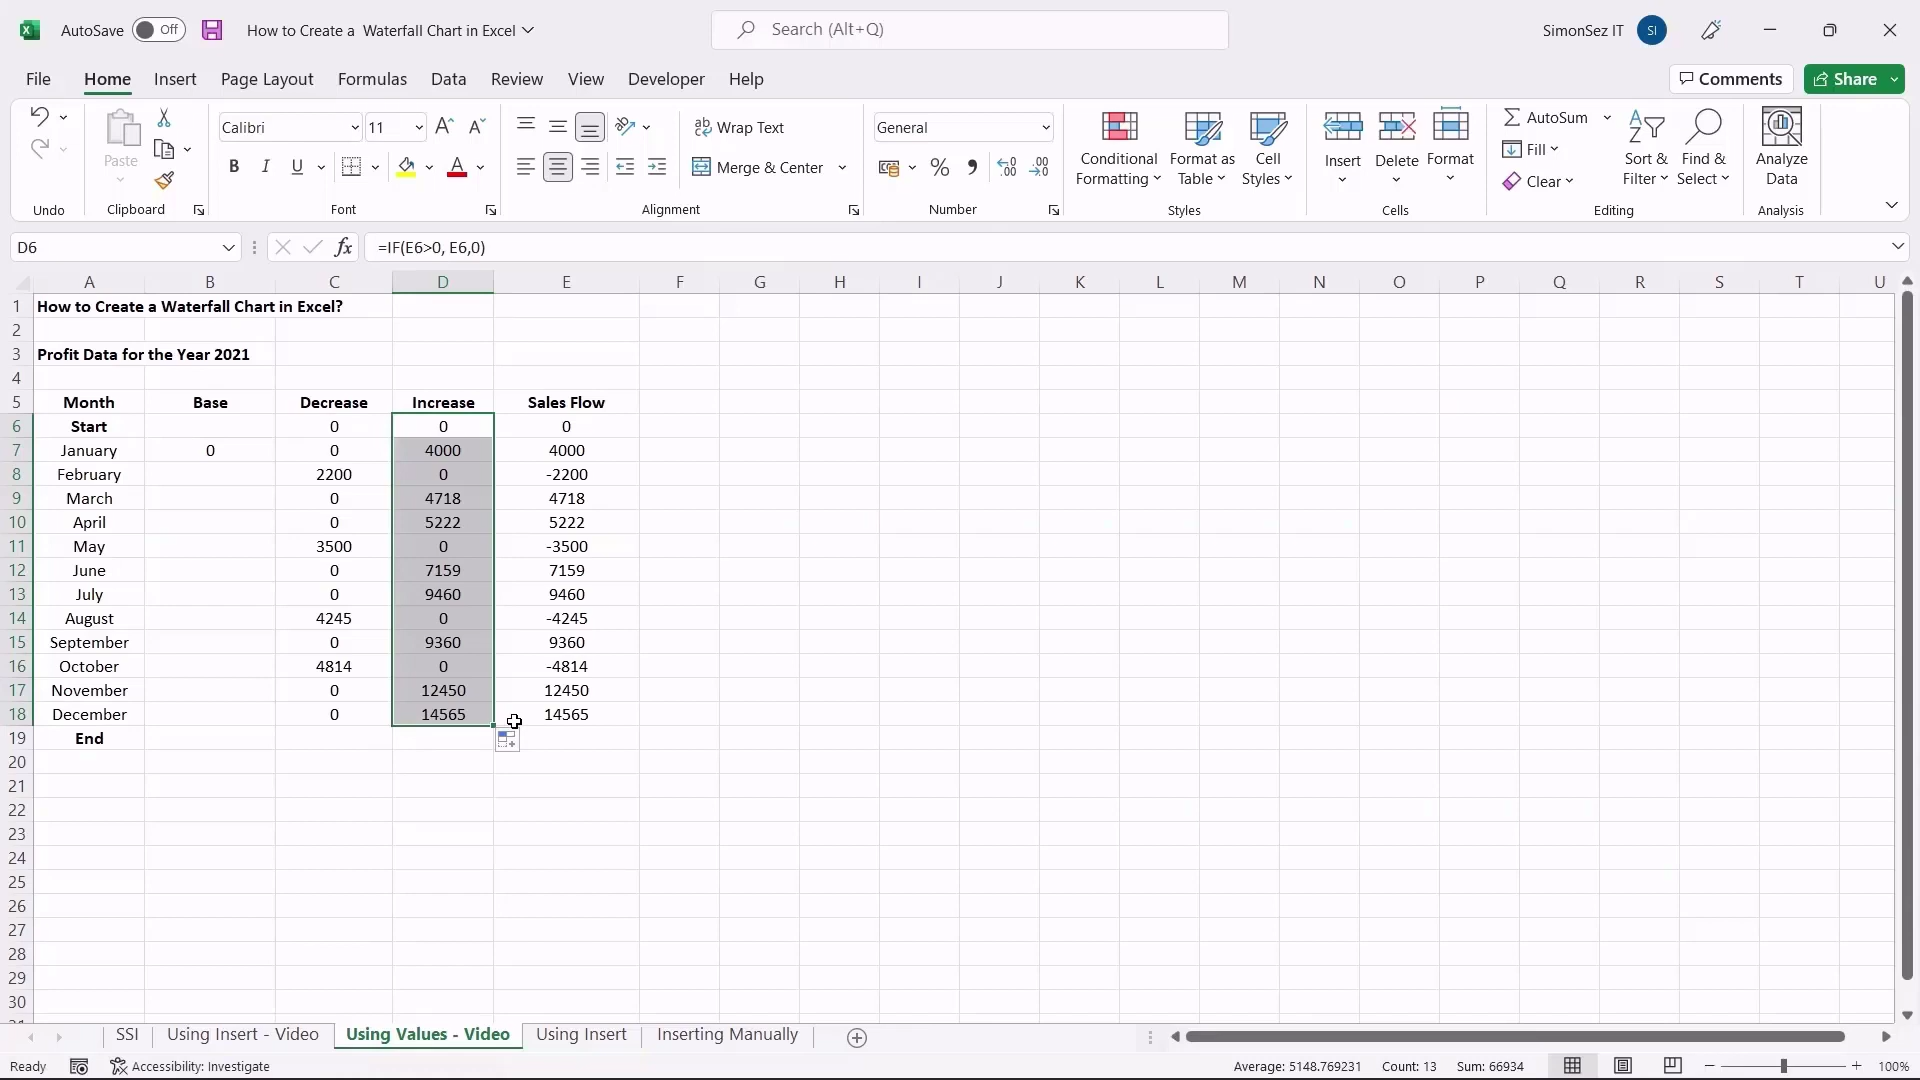 AutoSave Off How to Create a  Waterfall Chart in Excel Search (Alt+Q) SimonSez IT SI
File Home Insert Page Layout Formulas Data Review View Developer Help Comments Share
Calibri 11 Wrap Text General AutoSum
Paste Conditional Formatting Format as Table Cell Styles Insert Delete Format Fill Sort & Filter Find & Select Analyze Data
B I U A Merge & Center % Clear
Undo Clipboard Font Alignment Number Styles Cells Editing Analysis
D6 fx =IF(E6>0, E6,0)
A B C D E F G H I J K L M N O P Q R S T U
1 How to Create a Waterfall Chart in Excel?
2
3 Profit Data for the Year 2021
4
5 Month Base Decrease Increase Sales Flow
6 Start 0 0 0
7 January 0 0 4000 4000
8 February 2200 0 -2200
9 March 0 4718 4718
10 April 0 5222 5222
11 May 3500 0 -3500
12 June 0 7159 7159
13 July 0 9460 9460
14 August 4245 0 -4245
15 September 0 9360 9360
16 October 4814 0 -4814
17 November 0 12450 12450
18 December 0 14565 14565
19 End
20
21
22
23
24
25
26
27
28
29
30
SSI Using Insert - Video Using Values - Video Using Insert Inserting Manually
Ready Accessibility: Investigate Average: 5148.769231 Count: 13 Sum: 66934 100%